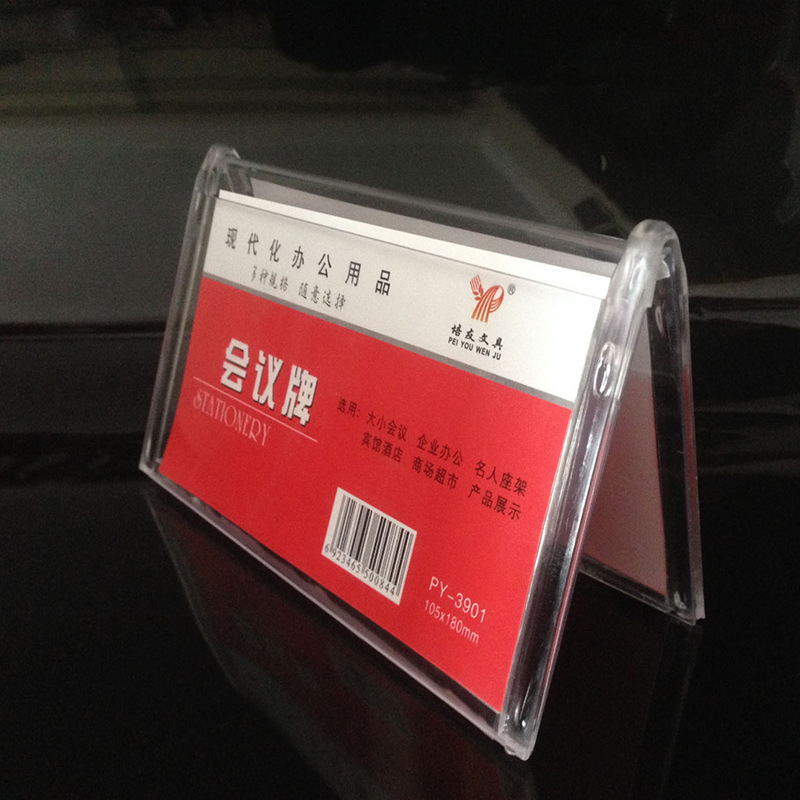 现代化办公用品
多种规格 随意选择
®
培友文具
PEI YOU WEN JU
会议牌
STATIONERY
选用：大小会议 企业办公 名人座架
宾馆酒店 商场超市 产品展示
6923465500844
PY-3901
105x180mm